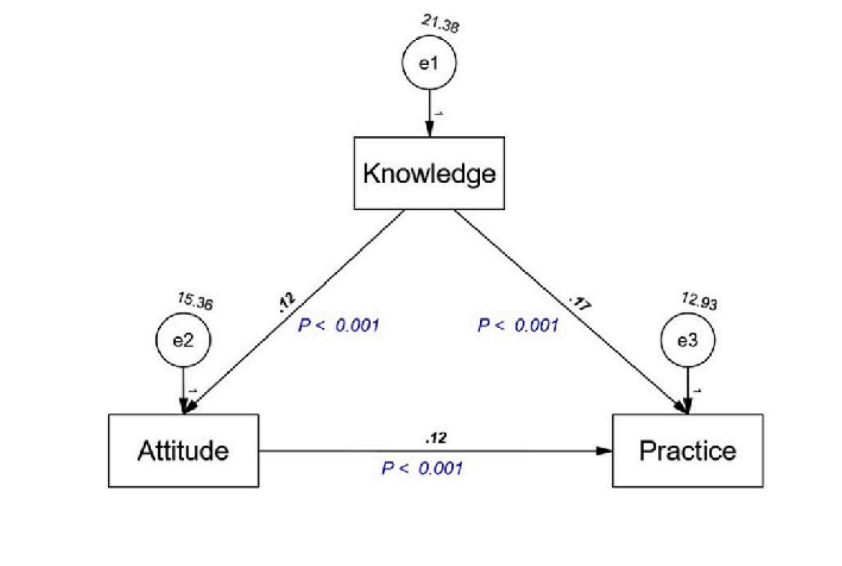 21.38
e1
1
Knowledge
.12
P < 0.001
.17
P < 0.001
15.36
e2
1
12.93
e3
1
Attitude
.12
P < 0.001
Practice